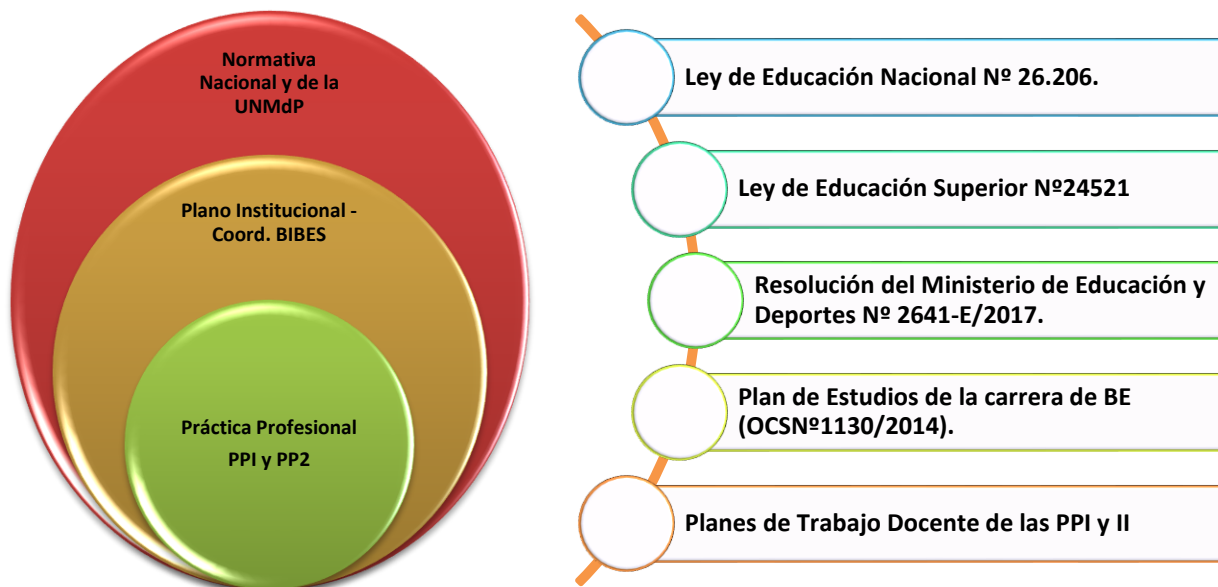 Normativa
Nacional y de la
UNMdP
Plano Institucional -
Coord. BIBES
Práctica Profesional
PPI y PP2
Ley de Educación Nacional Nº 26.206.
Ley de Educación Superior Nº24521
Resolución del Ministerio de Educación y
Deportes Nº 2641-E/2017.
Plan de Estudios de la carrera de BE
(OCSNº1130/2014).
Planes de Trabajo Docente de las PPI y II